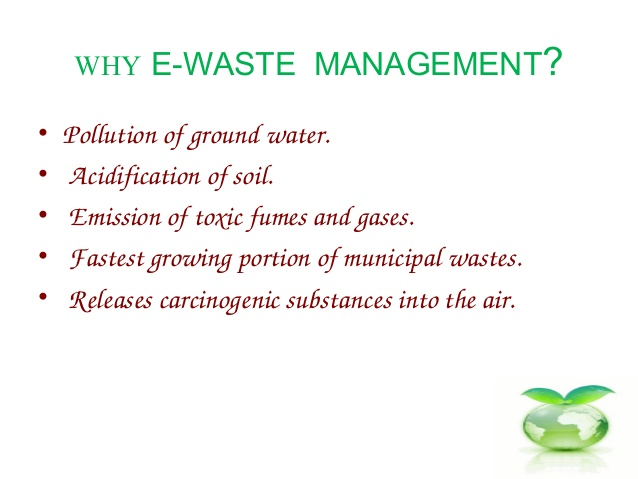 WHY E-WASTE MANAGEMENT?
• Pollution of ground water.
• Acidification of soil.
• Emission of toxic fumes and gases.
• Fastest growing portion of municipal wastes.
• Releases carcinogenic substances into the air.